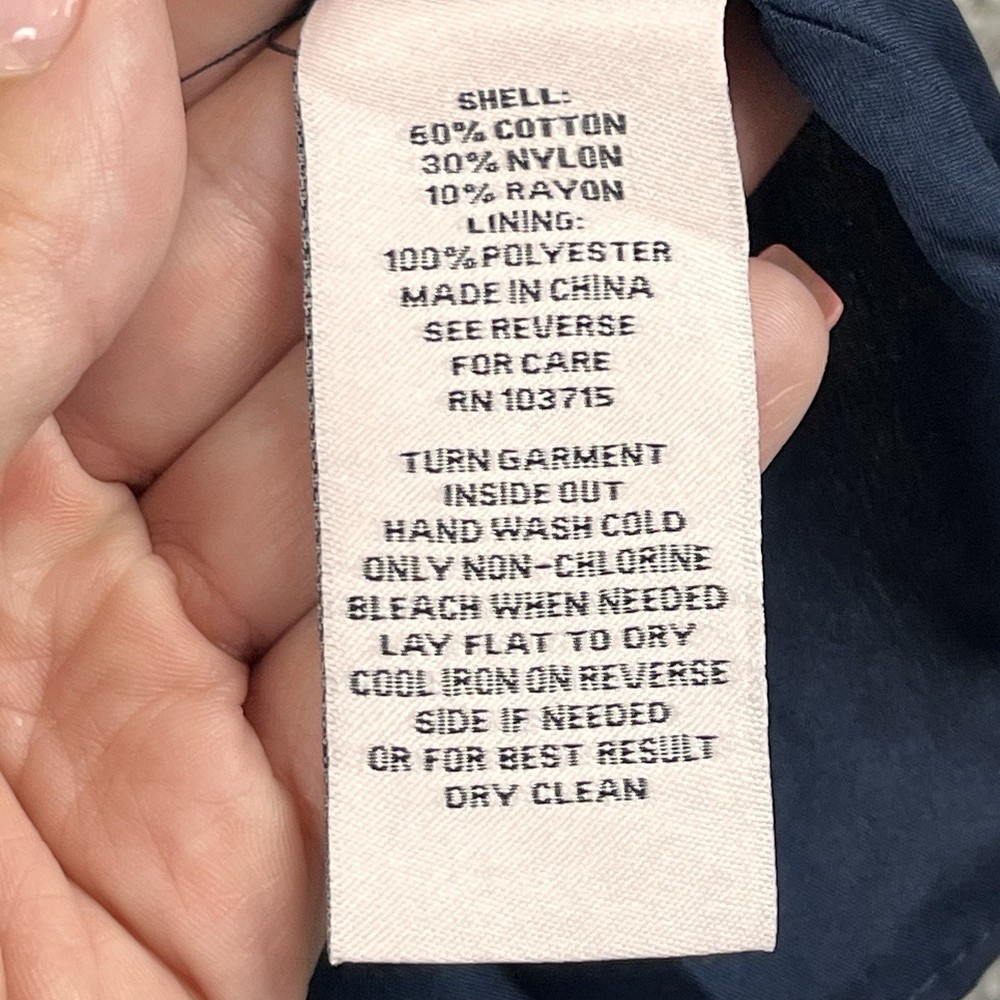 SHELL:
60% COTTON
30% NYLON
10% RAYON
LINING:
100% POLYESTER
MADE IN CHINA
SEE REVERSE
FOR CARE
RN 103715
TURN GARMENT
INSIDE OUT
HAND WASH COLD
ONLY NON-CHLORINE
BLEACH WHEN NEEDED
LAY FLAT TO DRY
COOL IRON ON REVERSE
SIDE IF NEEDED
OR FOR BEST RESULT
DRY CLEAN